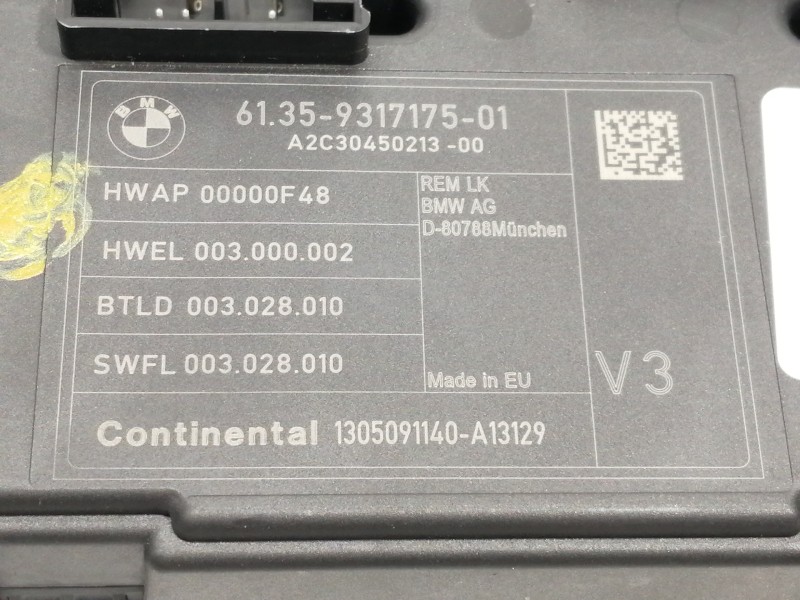 BMW
61.35-9317175-01
A2C30450213-00
HWAP 00000F48
HWEL 003.000.002
BTLD 003.028.010
SWFL 003.028.010
REM LK
BMW AG
D-80788München
Made in EU
V3
Continental 1305091140-A13129